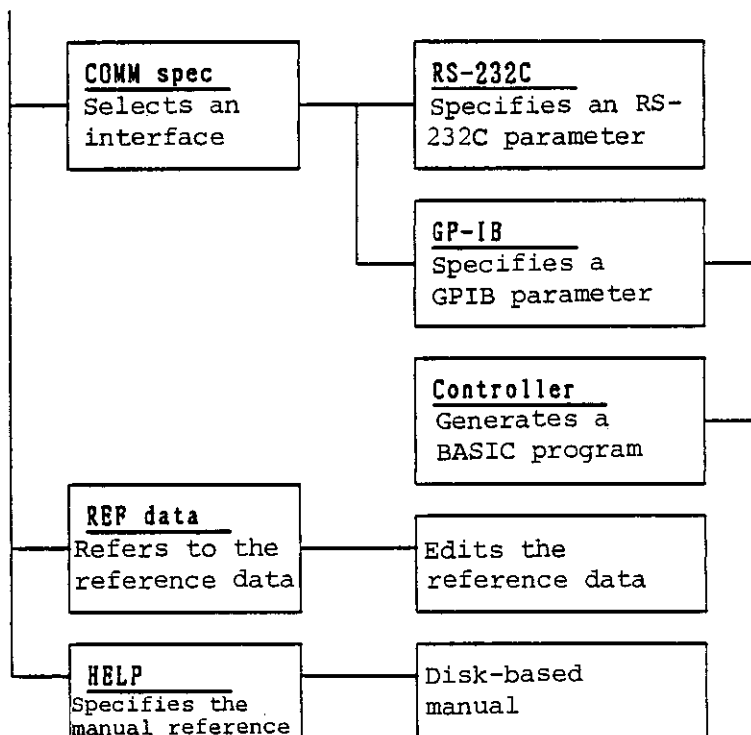 COMM spec
Selects an
interface
RS-232C
Specifies an RS-
232C parameter
GP-IB
Specifies a
GPIB parameter
Controller
Generates a
BASIC program
REF data
Refers to the
reference data
Edits the
reference data
HELP
Specifies the
manual reference
Disk-based
manual